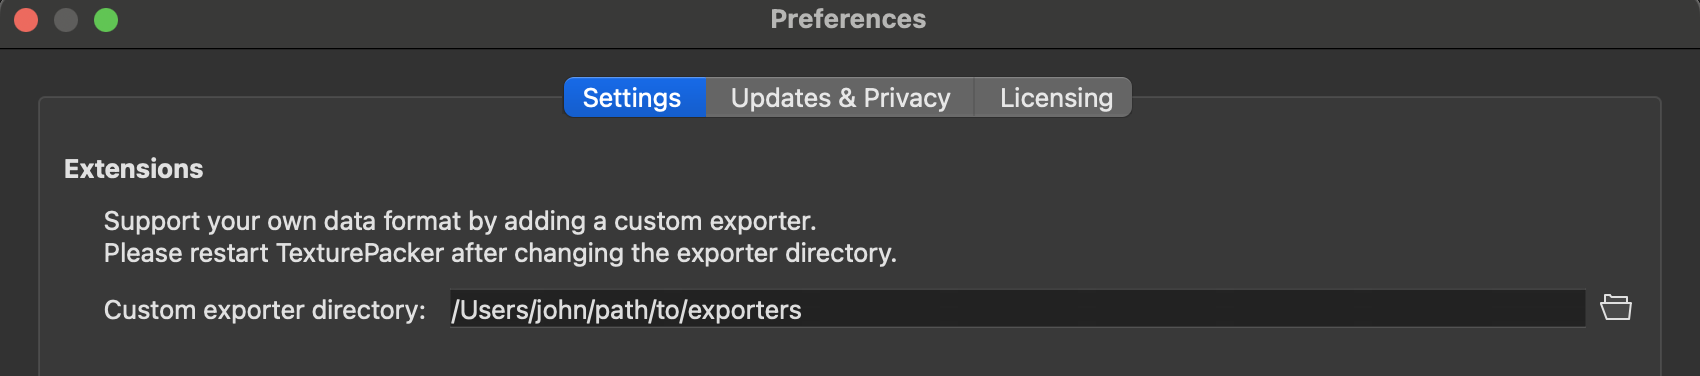 Preferences
Settings
Updates & Privacy
Licensing
Extensions
Support your own data format by adding a custom exporter.
Please restart TexturePacker after changing the exporter directory.
Custom exporter directory: /Users/john/path/to/exporters